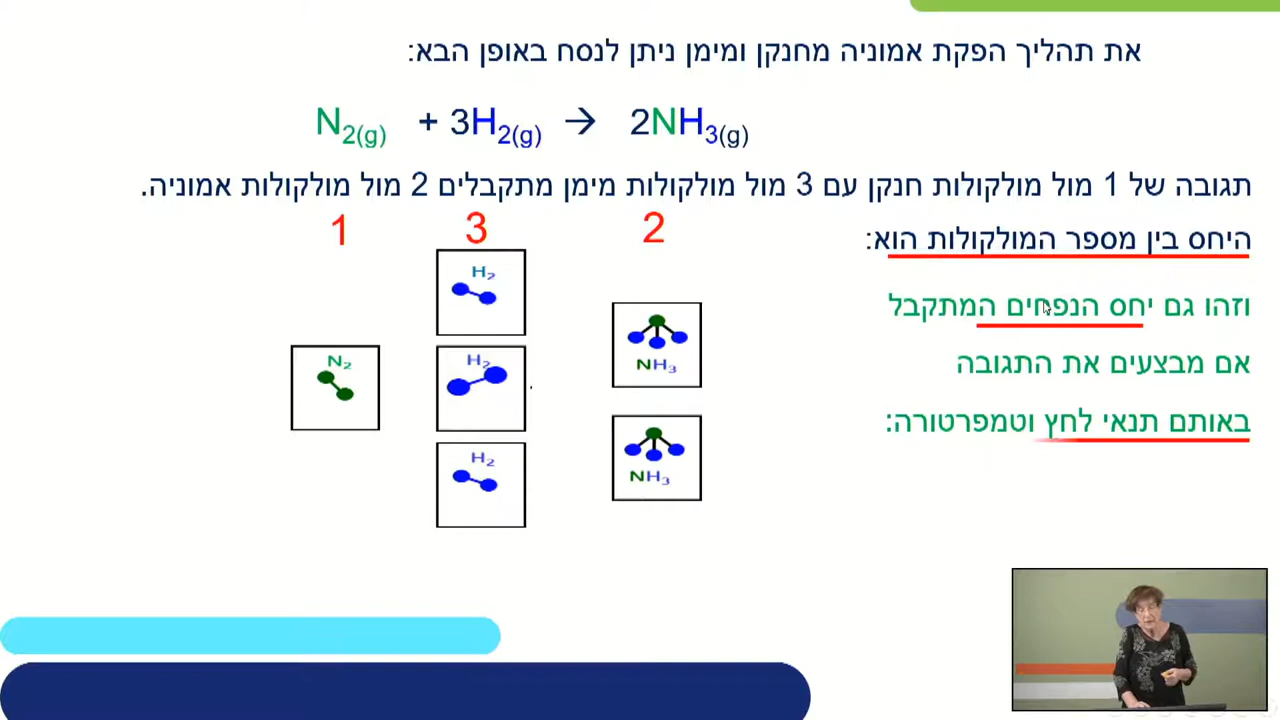 את תהליך הפקת אמוניה מחנקן ומימן ניתן לנסח באופן הבא:
N2(g) + 3H2(g) → 2NH3(g)
תגובה של 1 מול מולקולות חנקן עם 3 מול מולקולות מימן מתקבלים 2 מול מולקולות אמוניה.
1 3 2
היחס בין מספר המולקולות הוא:
וזהו גם יחס הנפחים המתקבל
אם מבצעים את התגובה
באותם תנאי לחץ וטמפרטורה:
H2
N2
H2
H2
NH3
NH3